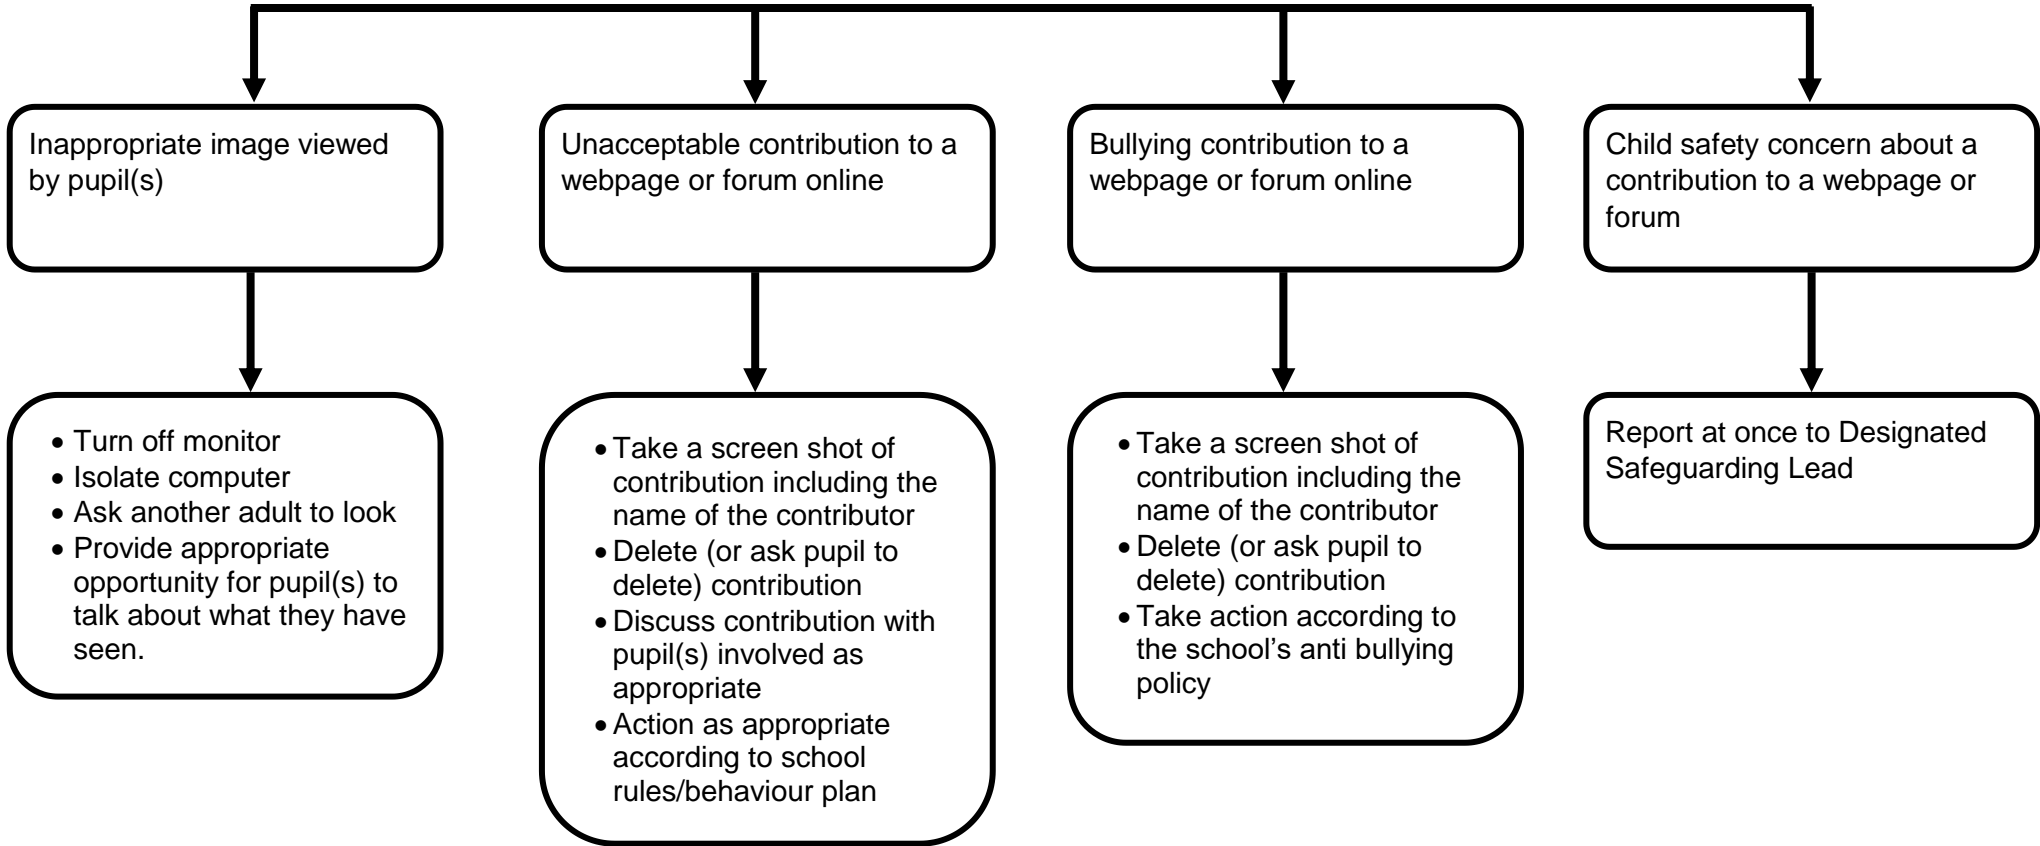 Inappropriate image viewed
by pupil(s)
Unacceptable contribution to a
webpage or forum online
Bullying contribution to a
webpage or forum online
Child safety concern about a
contribution to a webpage or
forum
• Turn off monitor
• Isolate computer
• Ask another adult to look
• Provide appropriate
opportunity for pupil(s) to
talk about what they have
seen.
• Take a screen shot of
contribution including the
name of the contributor
• Delete (or ask pupil to
delete) contribution
• Discuss contribution with
pupil(s) involved as
appropriate
• Action as appropriate
according to school
rules/behaviour plan
• Take a screen shot of
contribution including the
name of the contributor
• Delete (or ask pupil to
delete) contribution
• Take action according to
the school’s anti bullying
policy
Report at once to Designated
Safeguarding Lead